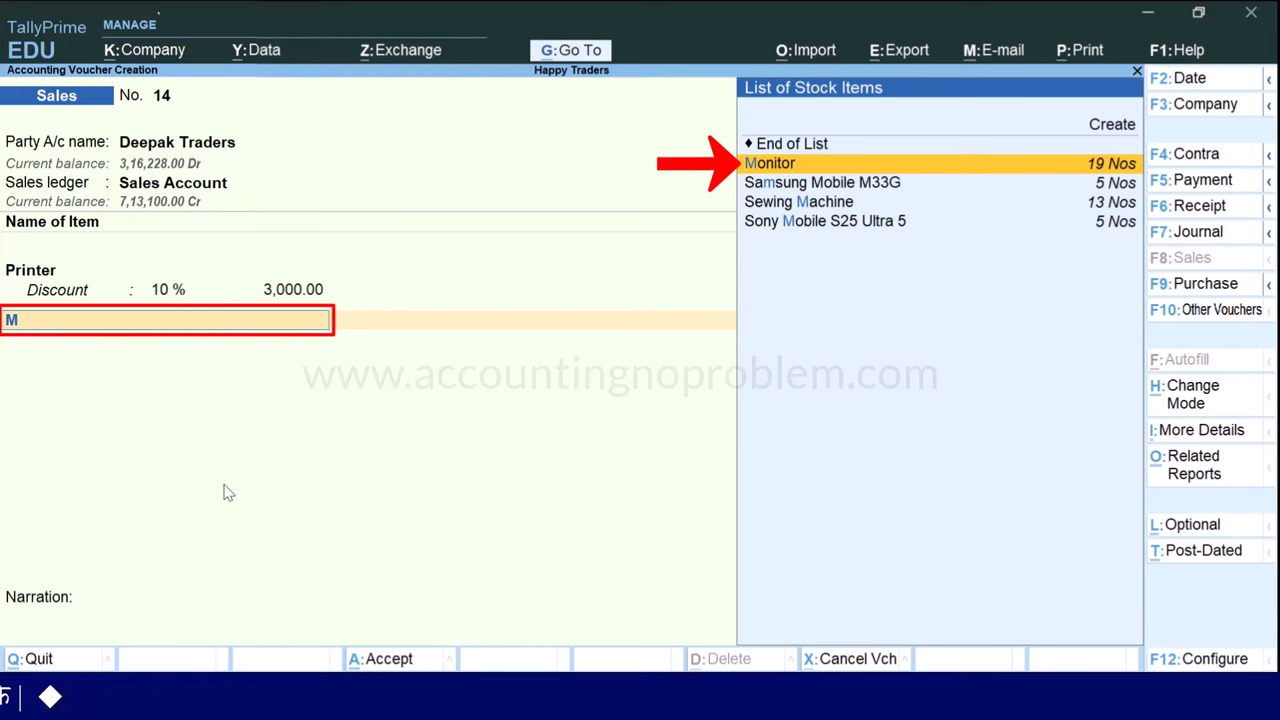 TallyPrime MANAGE
EDU K:Company Y:Data Z:Exchange G:Go To O:Import E:Export M:E-mail P:Print F1:Help
Accounting Voucher Creation Happy Traders
Sales No. 14
Party A/c name: Deepak Traders
Current balance: 3,16,228.00 Dr
Sales ledger : Sales Account
Current balance: 7,13,100.00 Cr
Name of Item
Printer
Discount : 10 % 3,000.00
M
Narration:
List of Stock Items
Create
♦ End of List
Monitor 19 Nos
Samsung Mobile M33G 5 Nos
Sewing Machine 13 Nos
Sony Mobile S25 Ultra 5 5 Nos
www.accountingnoproblem.com
F2:Date
F3:Company
F4:Contra
F5:Payment
F6:Receipt
F7:Journal
F8:Sales
F9:Purchase
F10:Other Vouchers
F:Autofill
H:Change
Mode
I:More Details
O:Related
Reports
L:Optional
T:Post-Dated
Q:Quit A:Accept D:Delete X:Cancel Vch F12:Configure